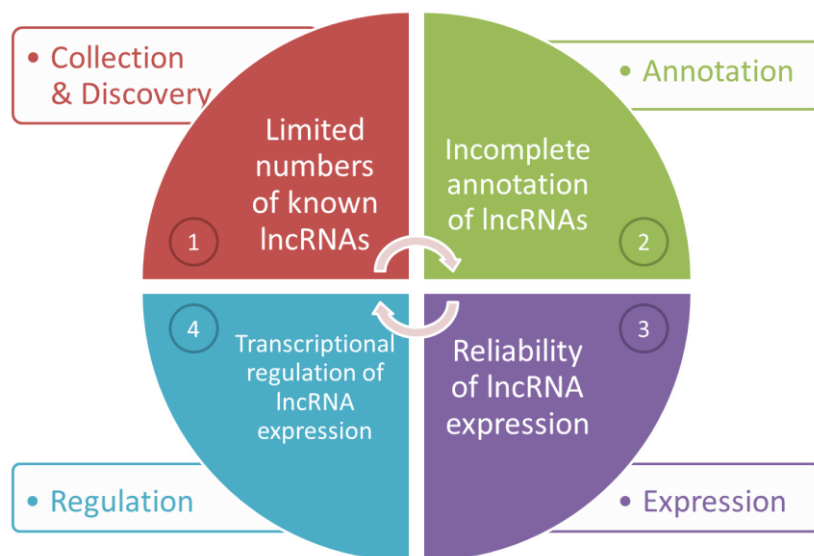 • Collection
& Discovery
Limited
numbers
of known
lncRNAs
1
• Annotation
Incomplete
annotation
of lncRNAs
2
4
Transcriptional
regulation of
lncRNA
expression
• Regulation
3
Reliability
of lncRNA
expression
• Expression